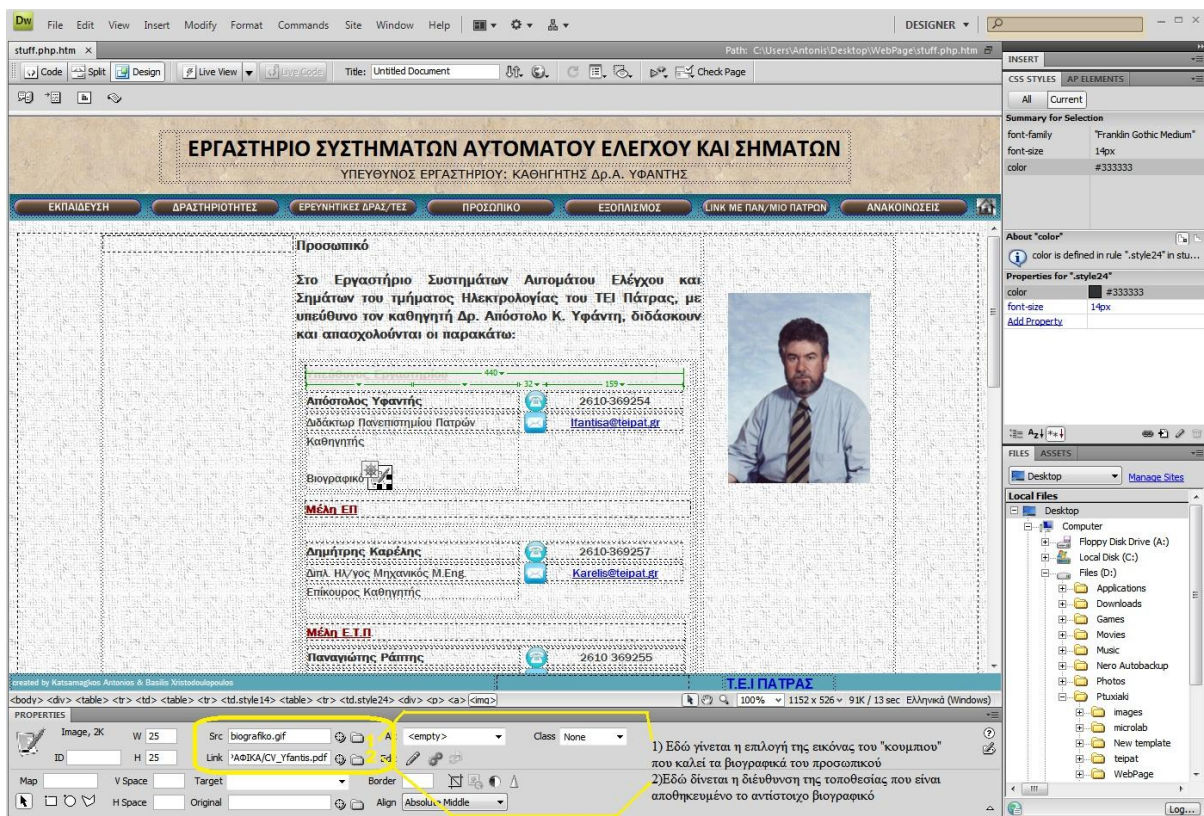 Dw File Edit View Insert Modify Format Commands Site Window Help DESIGNER
stuff.php.htm × Path: C:\Users\Antonis\Desktop\WebPage\stuff.php.htm
Code Split Design Live View Live Code Title: Untitled Document Check Page
ΕΡΓΑΣΤΗΡΙΟ ΣΥΣΤΗΜΑΤΩΝ ΑΥΤΟΜΑΤΟΥ ΕΛΕΓΧΟΥ ΚΑΙ ΣΗΜΑΤΩΝ
ΥΠΕΥΘΥΝΟΣ ΕΡΓΑΣΤΗΡΙΟΥ: ΚΑΘΗΓΗΤΗΣ Δρ.Α. ΥΦΑΝΤΗΣ
ΕΚΠΑΙΔΕΥΣΗ ΔΡΑΣΤΗΡΙΟΤΗΤΕΣ ΕΡΕΥΝΗΤΙΚΕΣ ΔΡΑΣ/ΤΕΣ ΠΡΟΣΩΠΙΚΟ ΕΞΟΠΛΙΣΜΟΣ LINK ΜΕ ΠΑΝ/ΜΙΟ ΠΑΤΡΩΝ ΑΝΑΚΟΙΝΩΣΕΙΣ
Προσωπικό
Στο Εργαστήριο Συστημάτων Αυτομάτου Ελέγχου και
Σημάτων του τμήματος Ηλεκτρολογίας του ΤΕΙ Πάτρας, με
υπεύθυνο τον καθηγητή Δρ. Απόστολο Κ. Υφάντη, διδάσκουν
και απασχολούνται οι παρακάτω:
Υπεύθυνος Εργαστηρίου
440
32 159
Απόστολος Υφαντής 2610-369254
Διδάκτωρ Πανεπιστημίου Πατρών Ifantisa@teipat.gr
Καθηγητής
Βιογραφικό
Μέλη ΕΠ
Δημήτρης Καρέλης 2610-369257
Διπλ. Ηλ/γος Μηχανικός M.Eng. Karelis@teipat.gr
Επίκουρος Καθηγητής
Μέλη Ε.Τ.Π
Παναγιώτης Ράπτης 2610 369255
created by Katsamagkos Antonios & Basilis Xristodoulopoulos Τ.Ε.Ι ΠΑΤΡΑΣ
<body> <div> <table> <tr> <td> <table> <tr> <td> <table> <tr> <td.style14> <table> <tr> <td.style24> <div> <p> <a> <img> 100% 1152 x 526 91K / 13 sec Ελληνικά (Windows)
PROPERTIES
Image, 2K W 25 Src biografiko.gif 1 <empty> Class None
ID H 25 Link ΑΦΙΚΑ/CV_Yfantis.pdf 2
Map V Space Target Border
H Space Original Align Absolute Middle
1) Εδώ γίνεται η επιλογή της εικόνας του "κουμπιου"
που καλεί τα βιογραφικά του προσωπικού
2)Εδώ δίνεται η διέυθνση της τοποθεσίας που είναι
αποθηκευμένο το αντίστοιχο βιογραφικό
INSERT
CSS STYLES AP ELEMENTS
All Current
Summary for Selection
font-family "Franklin Gothic Medium"
font-size 14px
color #333333
About "color"
color is defined in rule ".style24" in stu...
Properties for ".style24"
color #333333
font-size 14px
Add Property
FILES ASSETS
Desktop Manage Sites
Local Files
Desktop
Computer
Floppy Disk Drive (A:)
Local Disk (C:)
Files (D:)
Applications
Downloads
Games
Movies
Music
Nero Autobackup
Photos
Ptuxiaki
images
microlab
New template
teipat
WebPage
Log...